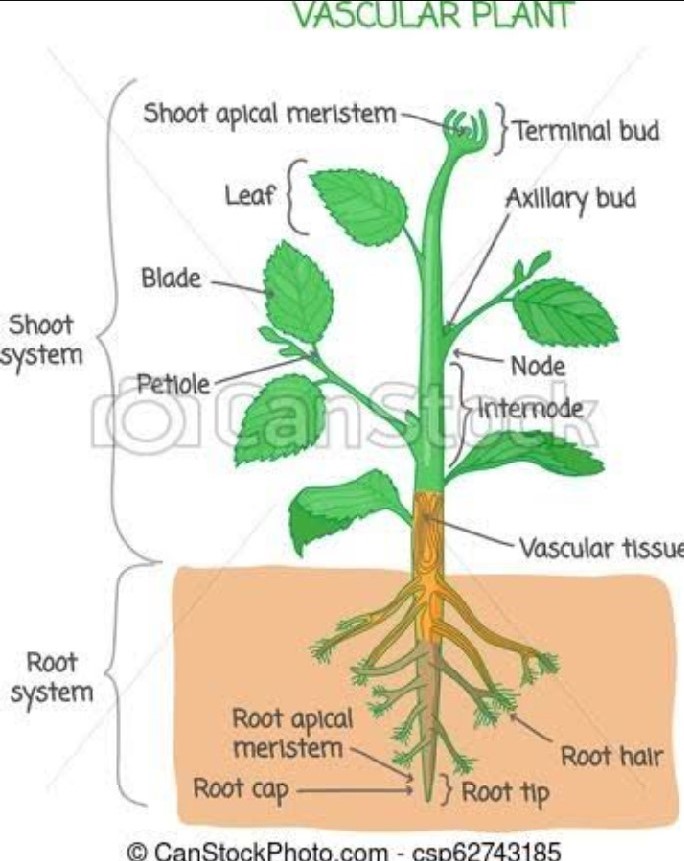 VASCULAR PLANT
Shoot apical meristem
Terminal bud
Leaf
Axillary bud
Blade
Shoot
system
Node
Petiole
Internode
CanStock
Vascular tissue
Root
system
Root apical
meristem
Root hair
Root cap
Root tip
© CanStockPhoto.com - csp62743185